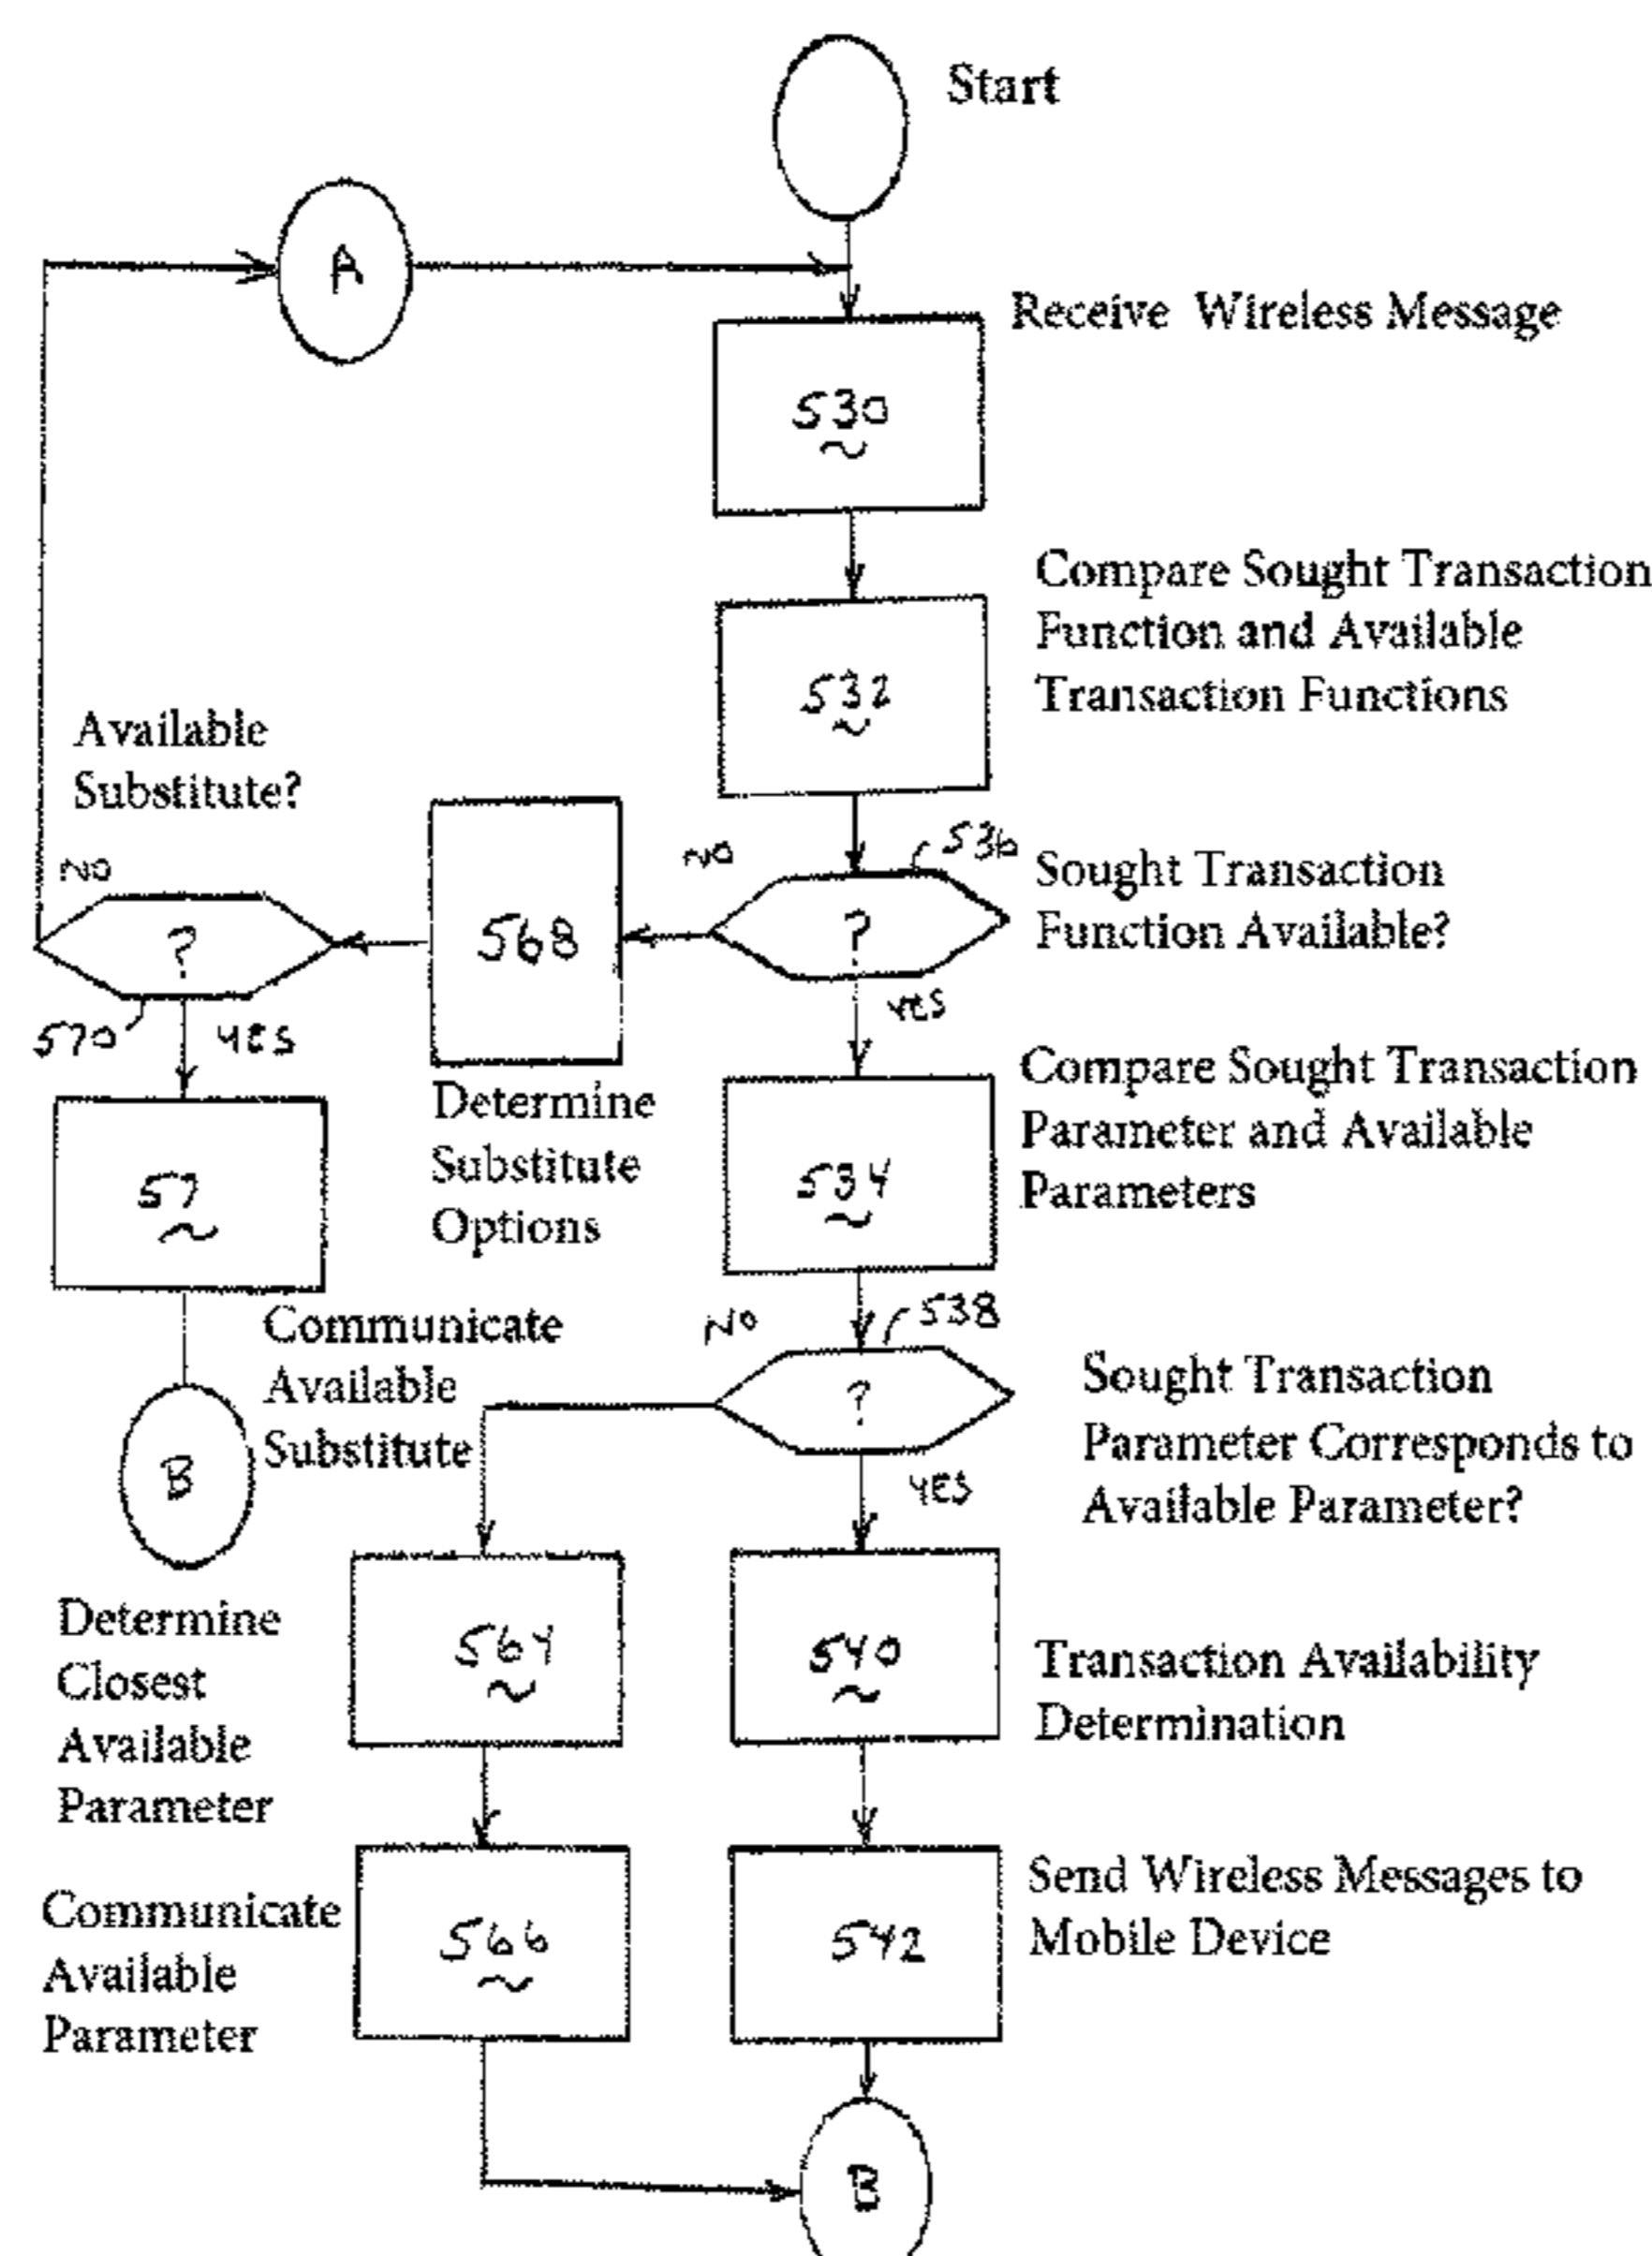 Start
A
Receive Wireless Message
530
Compare Sought Transaction
Function and Available
Transaction Functions
532
Available
Substitute?
NO
NO
536
Sought Transaction
Function Available?
?
568
?
YES
570
YES
Determine
Substitute
Options
Compare Sought Transaction
Parameter and Available
Parameters
534
57
Communicate
Available
Substitute
NO
538
Sought Transaction
Parameter Corresponds to
Available Parameter?
?
YES
B
Determine
Closest
Available
Parameter
564
540
Transaction Availability
Determination
Communicate
Available
Parameter
566
542
Send Wireless Messages to
Mobile Device
B